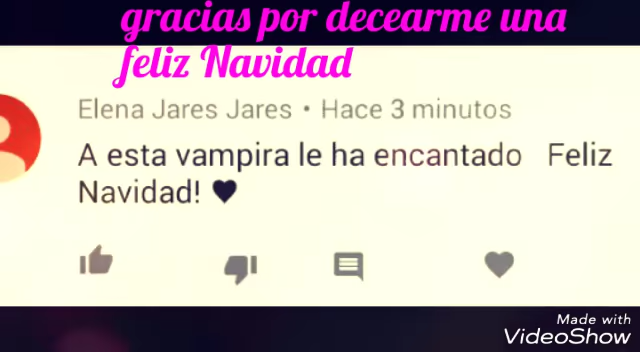 gracias por decearme una
feliz Navidad
Elena Jares Jares • Hace 3 minutos
A esta vampira le ha encantado Feliz
Navidad! ♥
Made with
VideoShow